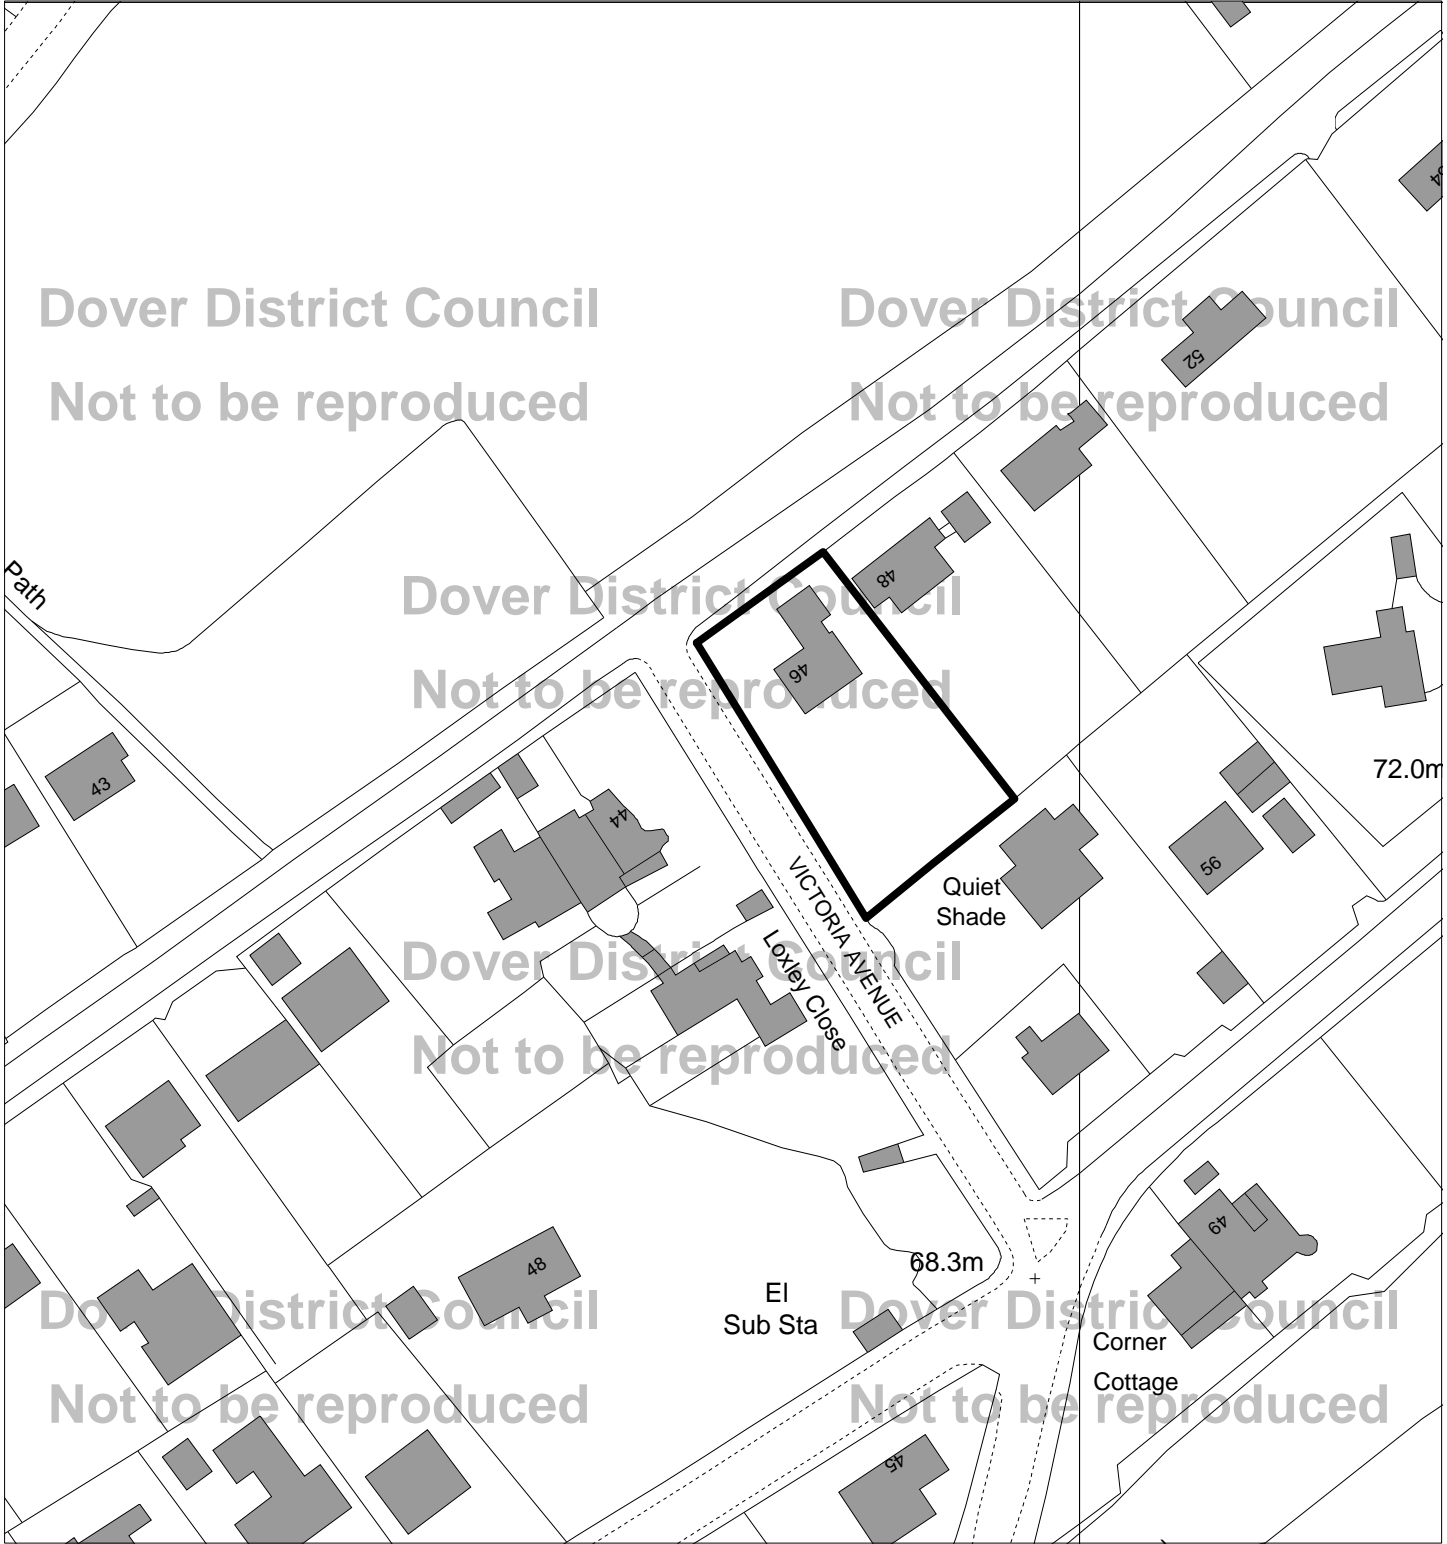 Dover District Council
Dover District Council
Not to be reproduced
Not to be reproduced
52
Path
48
46
Dover District Council
Not to be reproduced
43
44
72.0m
56
Quiet
Shade
VICTORIA AVENUE
Loxley Close
Dover District Council
Not to be reproduced
49
68.3m
48
El
Sub Sta
Dover District Council
Dover District Council
Corner
Cottage
Not to be reproduced
Not to be reproduced
45